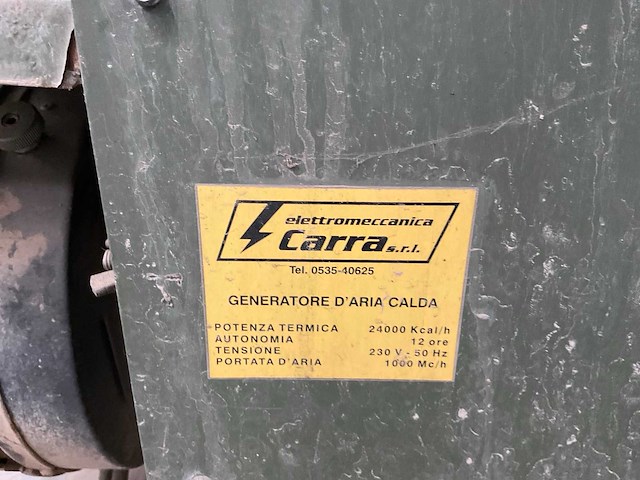 elettromeccanica
Carra s.r.l.
Tel. 0535-40625
GENERATORE D'ARIA CALDA
POTENZA TERMICA 24000 Kcal/h
AUTONOMIA 12 ore
TENSIONE 230 V - 50 Hz
PORTATA D'ARIA 1000 Mc/h